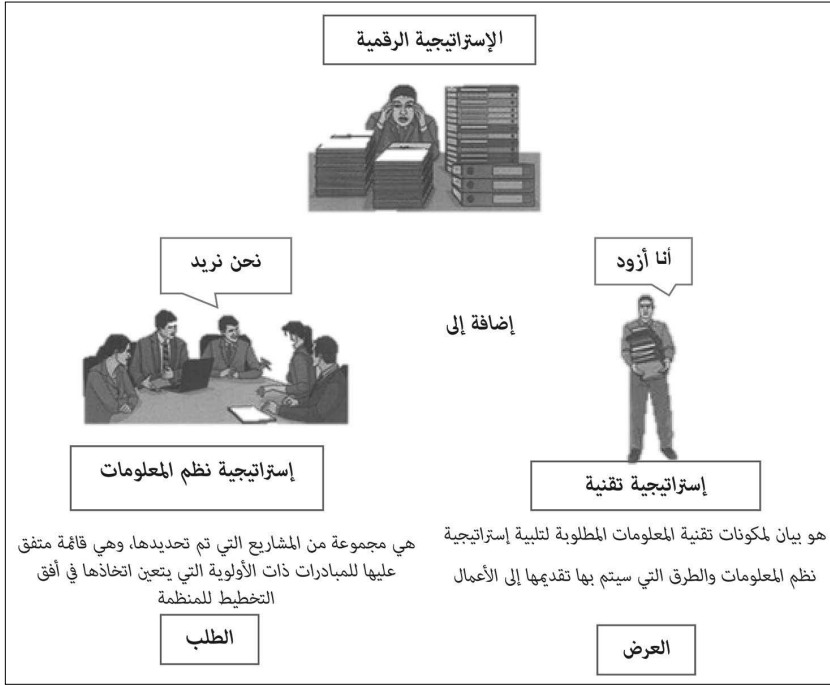 الإستراتيجية الرقمية
أنا أزود
نحن نريد
إضافة إلى
إستراتيجية تقنية
هو بيان لمكونات تقنية المعلومات المطلوبة لتلبية إستراتيجية
نظم المعلومات والطرق التي سيتم بها تقديمها إلى الأعمال
العرض
إستراتيجية نظم المعلومات
هي مجموعة من المشاريع التي تم تحديدها، وهي قائمة متفق
عليها للمبادرات ذات الأولوية التي يتعين اتخاذها في أفق
التخطيط للمنظمة
الطلب